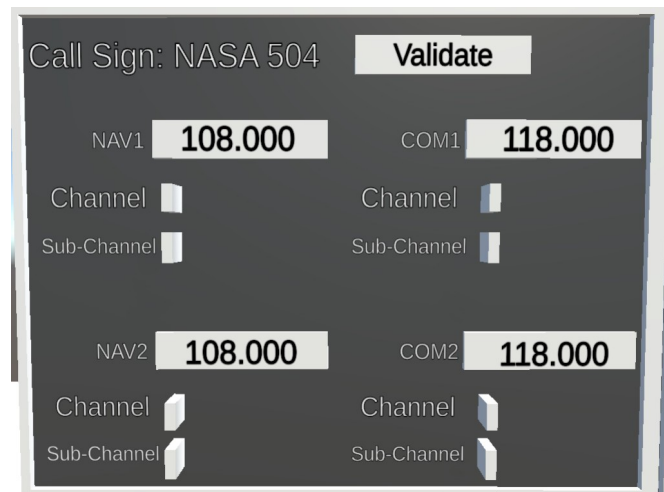 Call Sign: NASA 504 Validate
NAV1 108.000 COM1 118.000
Channel Channel
Sub-Channel Sub-Channel
NAV2 108.000 COM2 118.000
Channel Channel
Sub-Channel Sub-Channel